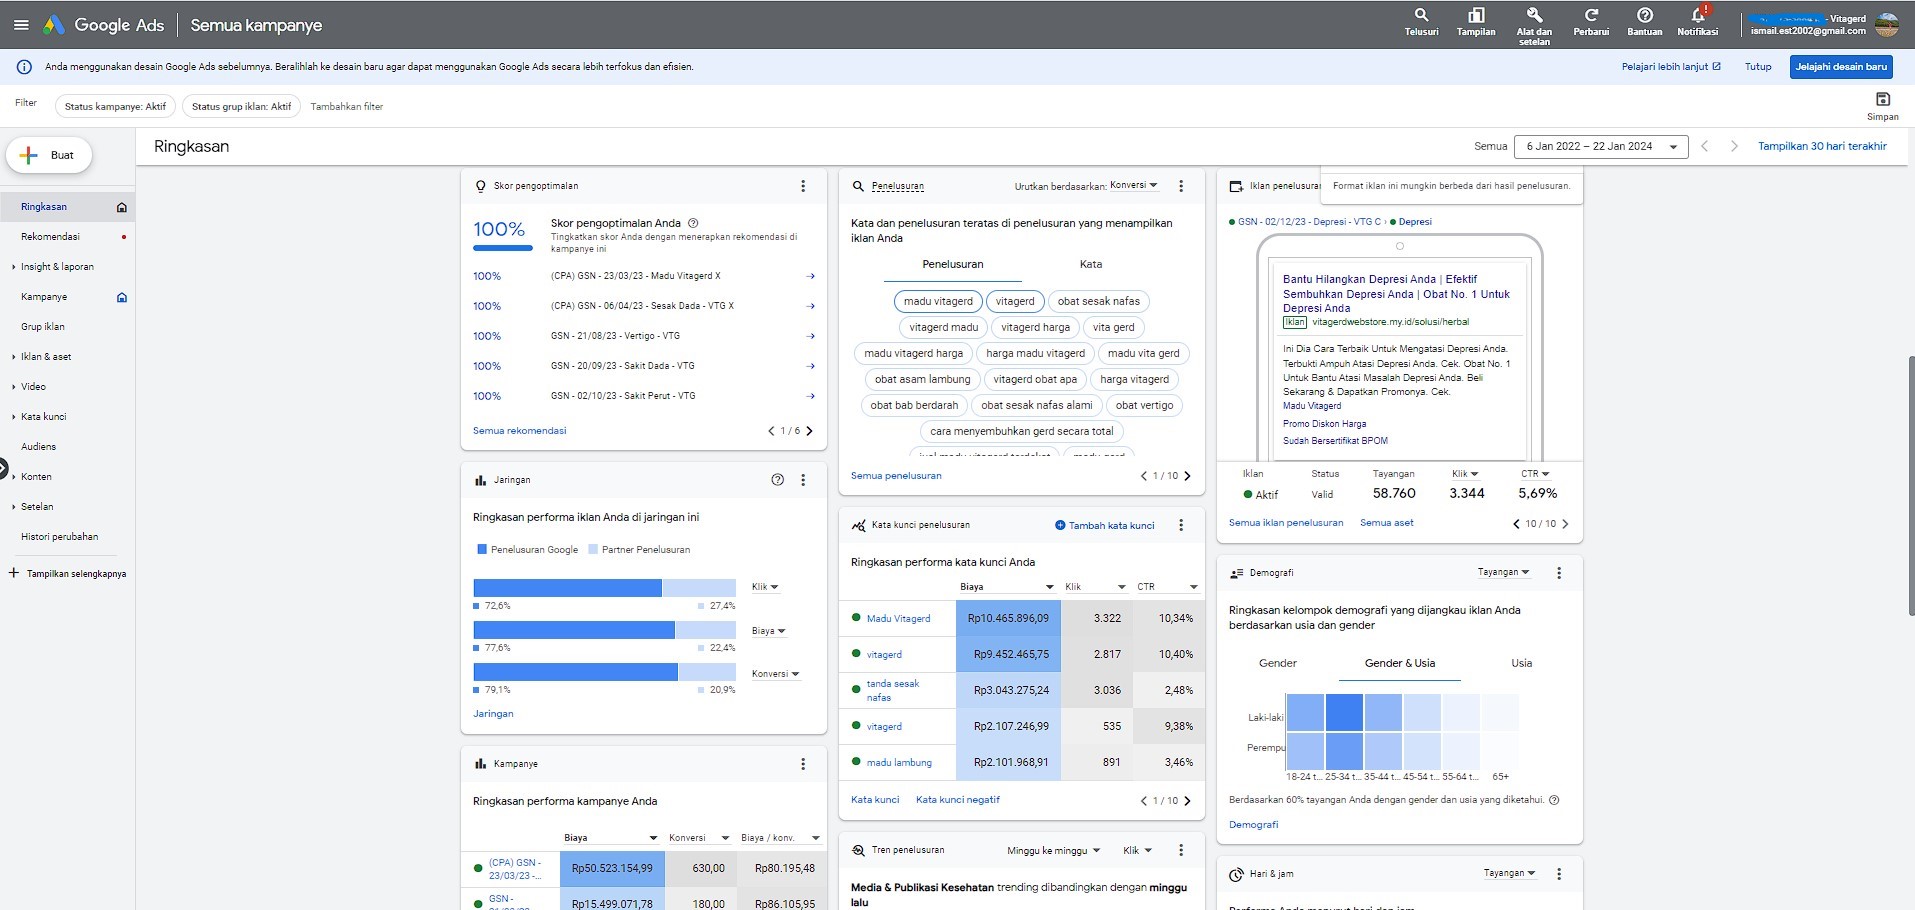 Google Ads
Semua kampanye
Telusuri
Tampilan
Alat dan
setelan
Perbarui
Bantuan
Notifikasi
- Vitagerd
ismail.est2002@gmail.com
Anda menggunakan desain Google Ads sebelumnya. Beralihlah ke desain baru agar dapat menggunakan Google Ads secara lebih terfokus dan efisien.
Pelajari lebih lanjut
Tutup
Jelajahi desain baru
Filter
Status kampanye: Aktif
Status grup iklan: Aktif
Tambahkan filter
Simpan
Buat
Ringkasan
Semua
6 Jan 2022 – 22 Jan 2024
Tampilkan 30 hari terakhir
Ringkasan
Rekomendasi
Insight & laporan
Kampanye
Grup iklan
Iklan & aset
Video
Kata kunci
Audiens
Konten
Setelan
Histori perubahan
Tampilkan selengkapnya
Skor pengoptimalan
100%
Skor pengoptimalan Anda
Tingkatkan skor Anda dengan menerapkan rekomendasi di
kampanye ini
100% (CPA) GSN - 23/03/23 - Madu Vitagerd X
100% (CPA) GSN - 06/04/23 - Sesak Dada - VTG X
100% GSN - 21/08/23 - Vertigo - VTG
100% GSN - 20/09/23 - Sakit Dada - VTG
100% GSN - 02/10/23 - Sakit Perut - VTG
Semua rekomendasi
1 / 6
Jaringan
Ringkasan performa iklan Anda di jaringan ini
Penelusuran Google Partner Penelusuran
Klik
72,6% 27,4%
Biaya
77,6% 22,4%
Konversi
79,1% 20,9%
Jaringan
Kampanye
Ringkasan performa kampanye Anda
Biaya Konversi Biaya / konv.
(CPA) GSN -
23/03/23 -...
Rp50.523.154,99 630,00 Rp80.195,48
GSN -
Rp15.499.071,78 180,00 Rp86.105,95
Penelusuran
Urutkan berdasarkan: Konversi
Kata dan penelusuran teratas di penelusuran yang menampilkan
iklan Anda
Penelusuran Kata
madu vitagerd vitagerd obat sesak nafas
vitagerd madu vitagerd harga vita gerd
madu vitagerd harga harga madu vitagerd madu vita gerd
obat asam lambung vitagerd obat apa harga vitagerd
obat bab berdarah obat sesak nafas alami obat vertigo
cara menyembuhkan gerd secara total
jual madu vitagerd terdekat madu gerd
Semua penelusuran
1 / 10
Kata kunci penelusuran
Tambah kata kunci
Ringkasan performa kata kunci Anda
Biaya Klik CTR
Madu Vitagerd Rp10.465.896,09 3.322 10,34%
vitagerd Rp9.452.465,75 2.817 10,40%
tanda sesak
nafas
Rp3.043.275,24 3.036 2,48%
vitagerd Rp2.107.246,99 535 9,38%
madu lambung Rp2.101.968,91 891 3,46%
Kata kunci Kata kunci negatif
1 / 10
Tren penelusuran
Minggu ke minggu Klik
Media & Publikasi Kesehatan trending dibandingkan dengan minggu
lalu
Iklan penelusuran
Format iklan ini mungkin berbeda dari hasil penelusuran.
GSN - 02/12/23 - Depresi - VTG C › Depresi
Bantu Hilangkan Depresi Anda | Efektif
Sembuhkan Depresi Anda | Obat No. 1 Untuk
Depresi Anda
Iklan vitagerdwebstore.my.id/solusi/herbal
Ini Dia Cara Terbaik Untuk Mengatasi Depresi Anda.
Terbukti Ampuh Atasi Depresi Anda. Cek. Obat No. 1
Untuk Bantu Atasi Masalah Depresi Anda. Beli
Sekarang & Dapatkan Promonya. Cek.
Madu Vitagerd
Promo Diskon Harga
Sudah Bersertifikat BPOM
Iklan Status Tayangan Klik CTR
Aktif Valid 58.760 3.344 5,69%
Semua iklan penelusuran Semua aset
10 / 10
Demografi
Tayangan
Ringkasan kelompok demografi yang dijangkau iklan Anda
berdasarkan usia dan gender
Gender Gender & Usia Usia
Laki-laki
Perempu
18-24 t... 25-34 t... 35-44 t... 45-54 t... 55-64 t... 65+
Berdasarkan 60% tayangan Anda dengan gender dan usia yang diketahui.
Demografi
Hari & jam
Tayangan